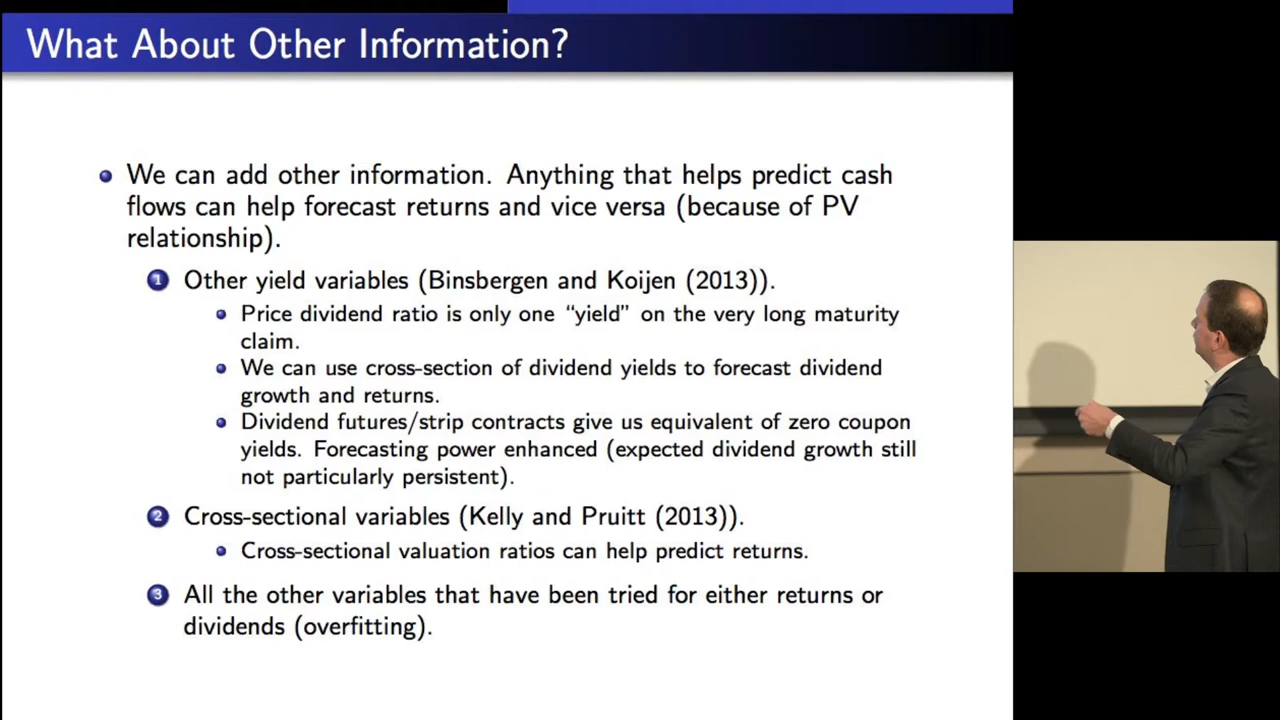 What About Other Information?
We can add other information. Anything that helps predict cash
flows can help forecast returns and vice versa (because of PV
relationship).
1 Other yield variables (Binsbergen and Koijen (2013)).
Price dividend ratio is only one “yield” on the very long maturity
claim.
We can use cross-section of dividend yields to forecast dividend
growth and returns.
Dividend futures/strip contracts give us equivalent of zero coupon
yields. Forecasting power enhanced (expected dividend growth still
not particularly persistent).
2 Cross-sectional variables (Kelly and Pruitt (2013)).
Cross-sectional valuation ratios can help predict returns.
3 All the other variables that have been tried for either returns or
dividends (overfitting).